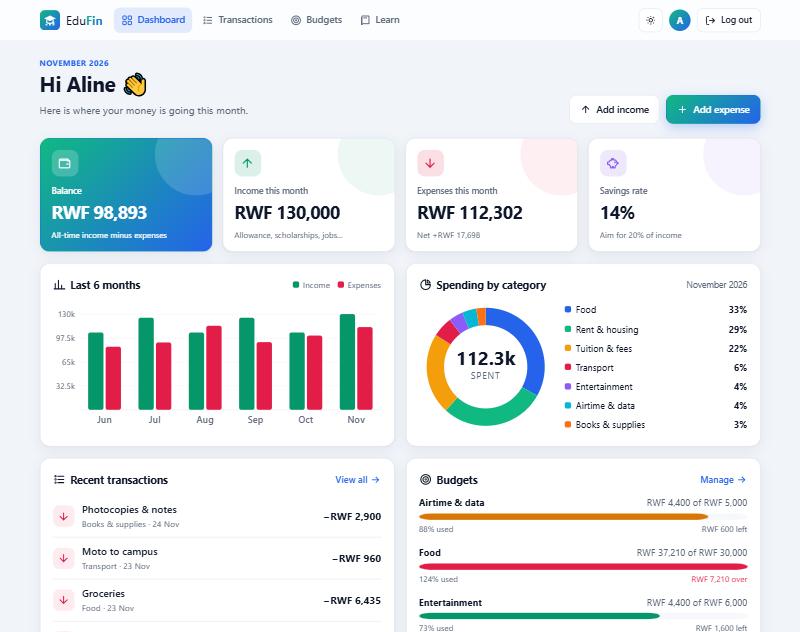 EduFin
Dashboard
Transactions
Budgets
Learn
A
Log out
NOVEMBER 2026
Hi Aline 👋
Here is where your money is going this month.
Add income
Add expense
Balance
RWF 98,893
All-time income minus expenses
Income this month
RWF 130,000
Allowance, scholarships, jobs…
Expenses this month
RWF 112,302
Net +RWF 17,698
Savings rate
14%
Aim for 20% of income
Last 6 months
Income
Expenses
130k
97.5k
65k
32.5k
Jun
Jul
Aug
Sep
Oct
Nov
Spending by category
November 2026
112.3k
SPENT
Food 33%
Rent & housing 29%
Tuition & fees 22%
Transport 6%
Entertainment 4%
Airtime & data 4%
Books & supplies 3%
Recent transactions
View all →
Photocopies & notes
Books & supplies · 24 Nov
−RWF 2,900
Moto to campus
Transport · 23 Nov
−RWF 960
Groceries
Food · 23 Nov
−RWF 6,435
Budgets
Manage →
Airtime & data
RWF 4,400 of RWF 5,000
88% used
RWF 600 left
Food
RWF 37,210 of RWF 30,000
124% used
RWF 7,210 over
Entertainment
RWF 4,400 of RWF 6,000
73% used
RWF 1,600 left